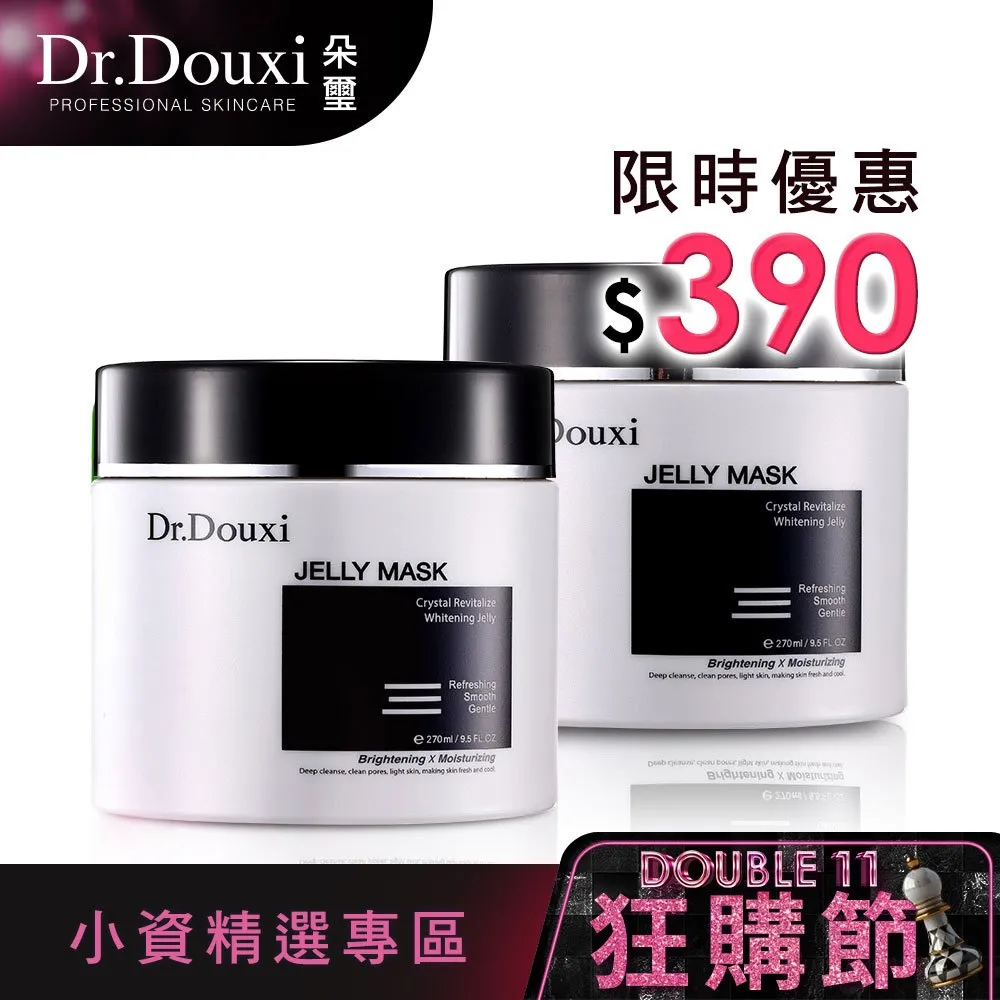 Dr.Douxi 朵璽
PROFESSIONAL SKINCARE
限時優惠
$390
Douxi
JELLY MASK
Crystal Revitalize
Whitening Jelly
Refreshing
Smooth
Gentle
℮ 270ml / 9.5 FL.OZ
Brightening X Moisturizing
Deep cleanse, clean pores, light skin, making skin fresh and cool.
Dr.Douxi
JELLY MASK
Crystal Revitalize
Whitening Jelly
Refreshing
Smooth
Gentle
℮ 270ml / 9.5 FL.OZ
Brightening X Moisturizing
Deep cleanse, clean pores, light skin, making skin fresh and cool.
小資精選專區
DOUBLE 11
狂購節